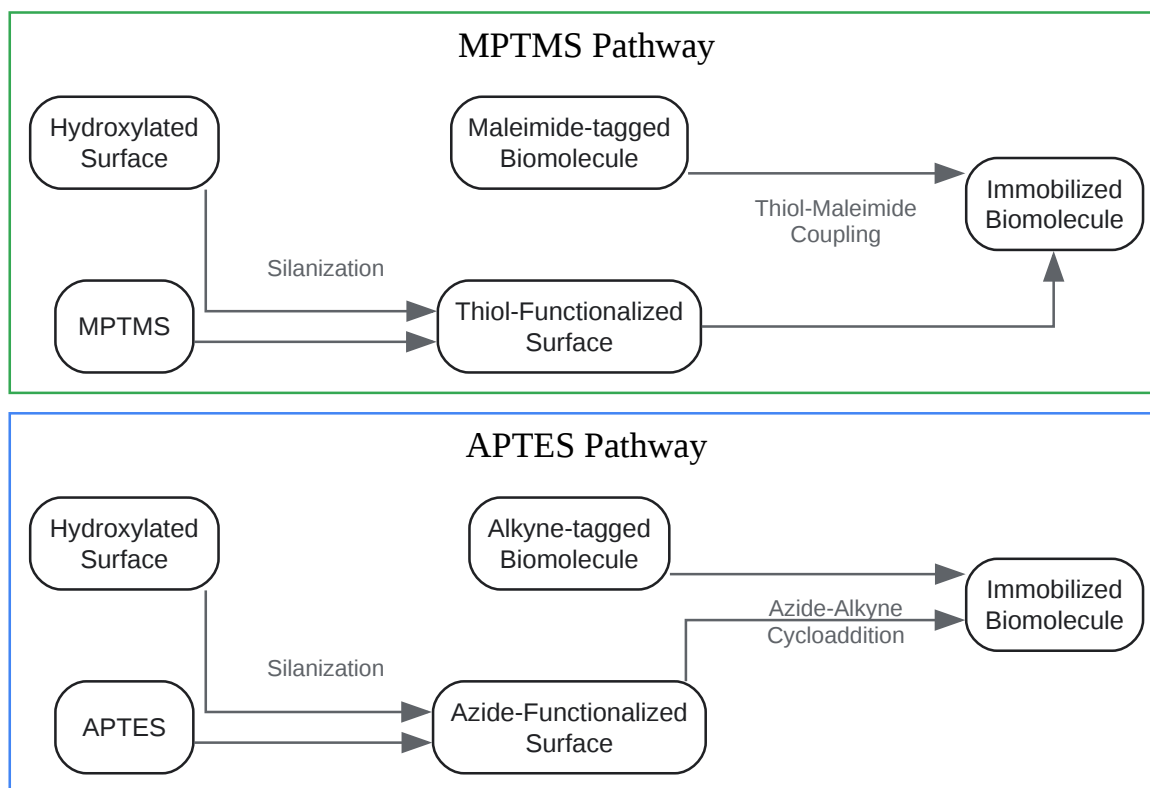 MPTMS Pathway
Hydroxylated
Surface
Maleimide-tagged
Biomolecule
Immobilized
Biomolecule
Thiol-Maleimide
Coupling
Silanization
MPTMS
Thiol-Functionalized
Surface
APTES Pathway
Hydroxylated
Surface
Alkyne-tagged
Biomolecule
Immobilized
Biomolecule
Azide-Alkyne
Cycloaddition
Silanization
APTES
Azide-Functionalized
Surface